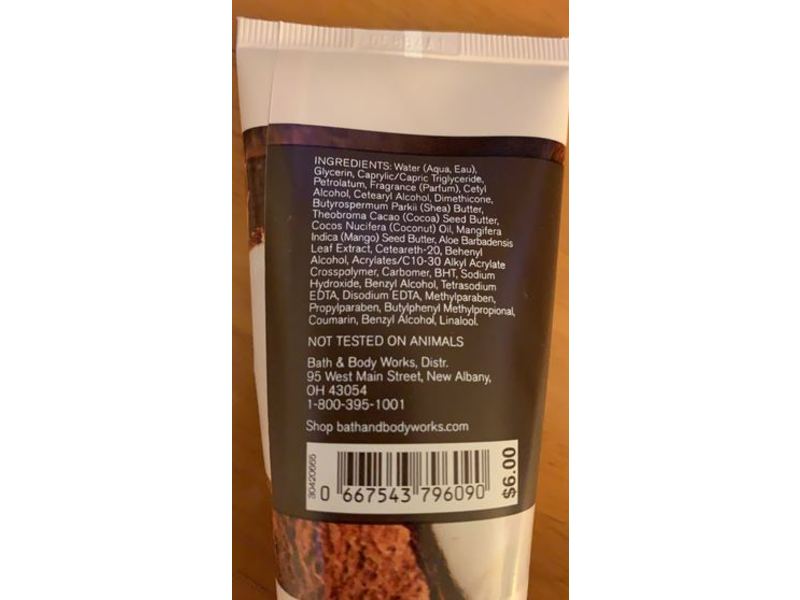 INGREDIENTS: Water (Aqua, Eau),
Glycerin, Caprylic/Capric Triglyceride,
Petrolatum, Fragrance (Parfum), Cetyl
Alcohol, Cetearyl Alcohol, Dimethicone,
Butyrospermum Parkii (Shea) Butter,
Theobroma Cacao (Cocoa) Seed Butter,
Cocos Nucifera (Coconut) Oil, Mangifera
Indica (Mango) Seed Butter, Aloe Barbadensis
Leaf Extract, Ceteareth-20, Behenyl
Alcohol, Acrylates/C10-30 Alkyl Acrylate
Crosspolymer, Carbomer, BHT, Sodium
Hydroxide, Benzyl Alcohol, Tetrasodium
EDTA, Disodium EDTA, Methylparaben,
Propylparaben, Butylphenyl Methylpropional,
Coumarin, Benzyl Alcohol, Linalool.
NOT TESTED ON ANIMALS
Bath & Body Works, Distr.
95 West Main Street, New Albany,
OH 43054
1-800-395-1001
Shop bathandbodyworks.com
30420665
0 667543 796090
$6.00